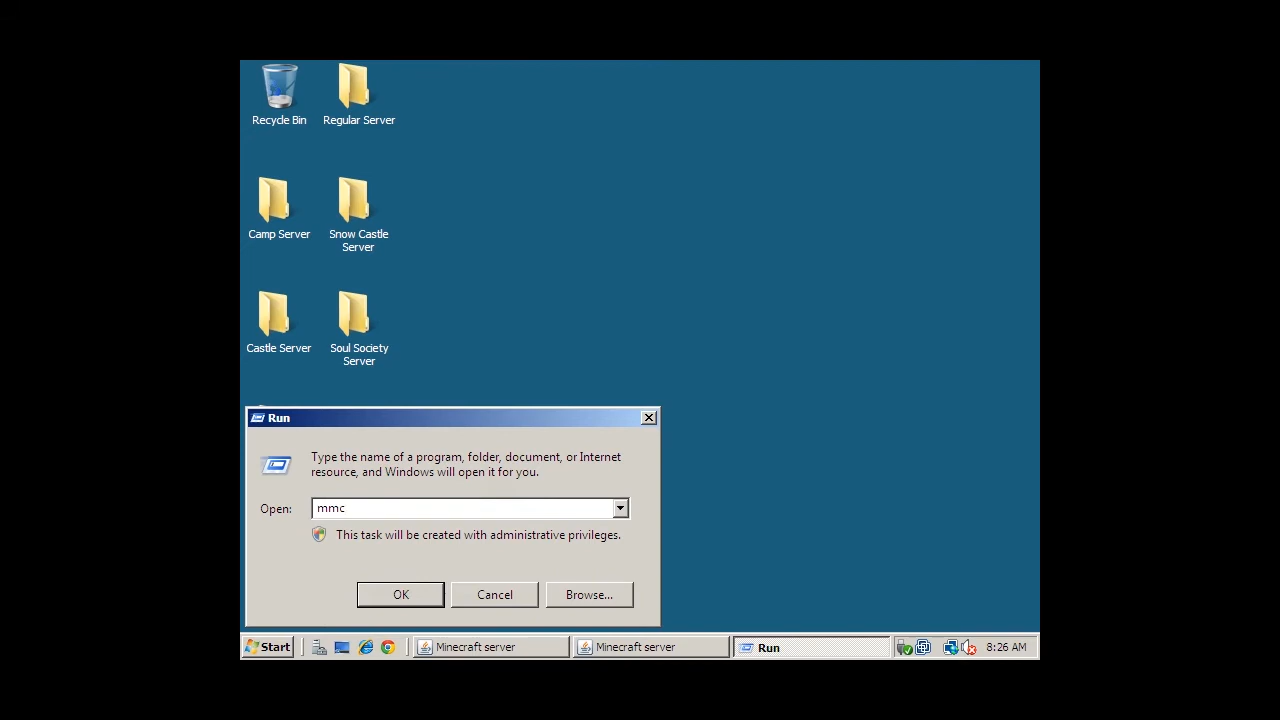 Recycle Bin
Regular Server
Camp Server
Snow Castle
Server
Castle Server
Soul Society
Server
Run
Type the name of a program, folder, document, or Internet
resource, and Windows will open it for you.
Open:
mmc
This task will be created with administrative privileges.
OK
Cancel
Browse...
Start
Minecraft server
Minecraft server
Run
8:26 AM